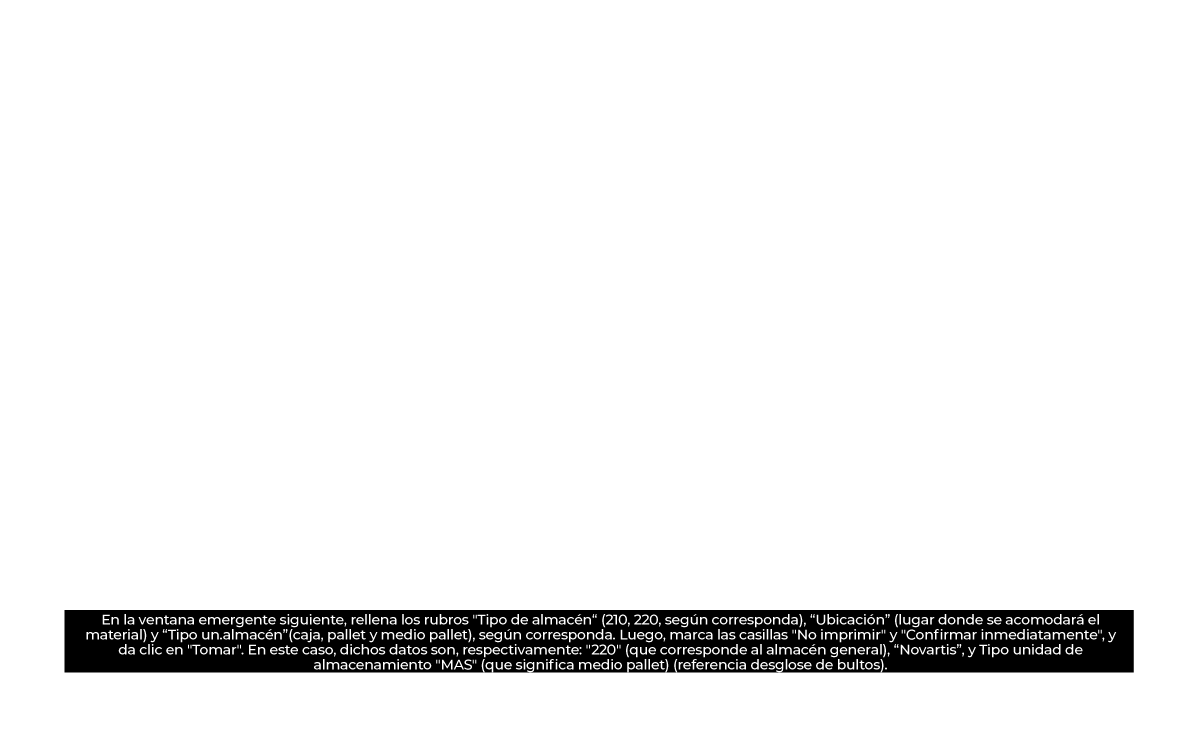 En la ventana emergente siguiente, rellena los rubros "Tipo de almacén“ (210, 220, según corresponda), “Ubicación” (lugar donde se acomodará el
material) y “Tipo un.almacén”(caja, pallet y medio pallet), según corresponda. Luego, marca las casillas "No imprimir" y "Confirmar inmediatamente", y
da clic en "Tomar". En este caso, dichos datos son, respectivamente: "220" (que corresponde al almacén general), “Novartis”, y Tipo unidad de
almacenamiento "MAS" (que significa medio pallet) (referencia desglose de bultos).